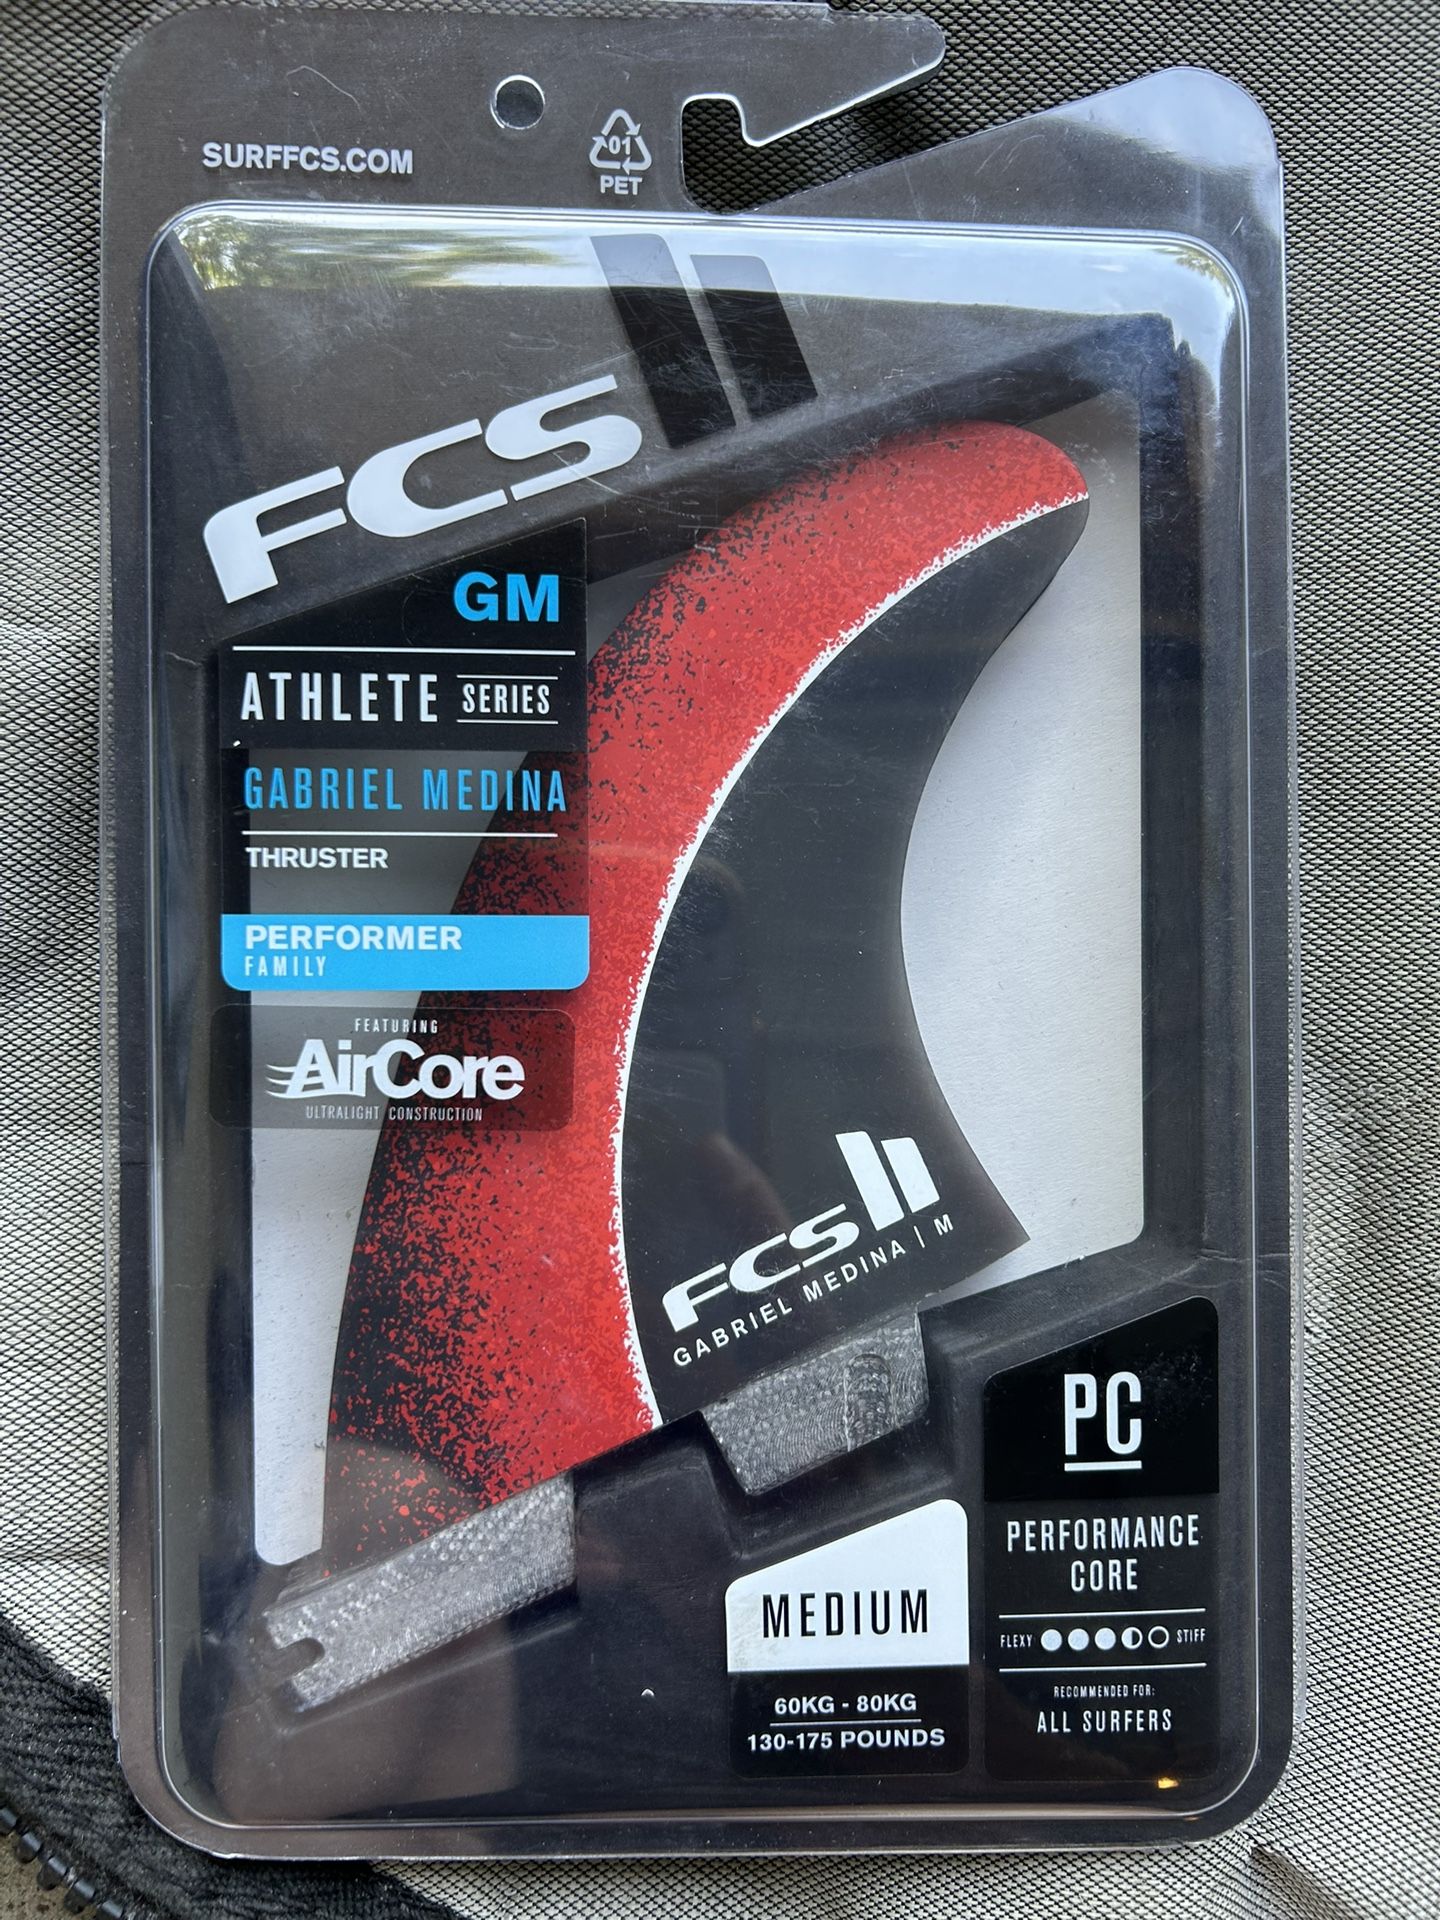 SURFFCS.COM
01
PET
FCS II
GM
ATHLETE SERIES
GABRIEL MEDINA
THRUSTER
PERFORMER
FAMILY
FEATURING
AirCore
ULTRALIGHT CONSTRUCTION
FCS II
GABRIEL MEDINA | M
MEDIUM
60KG - 80KG
130-175 POUNDS
PC
PERFORMANCE
CORE
FLEXY STIFF
RECOMMENDED FOR:
ALL SURFERS